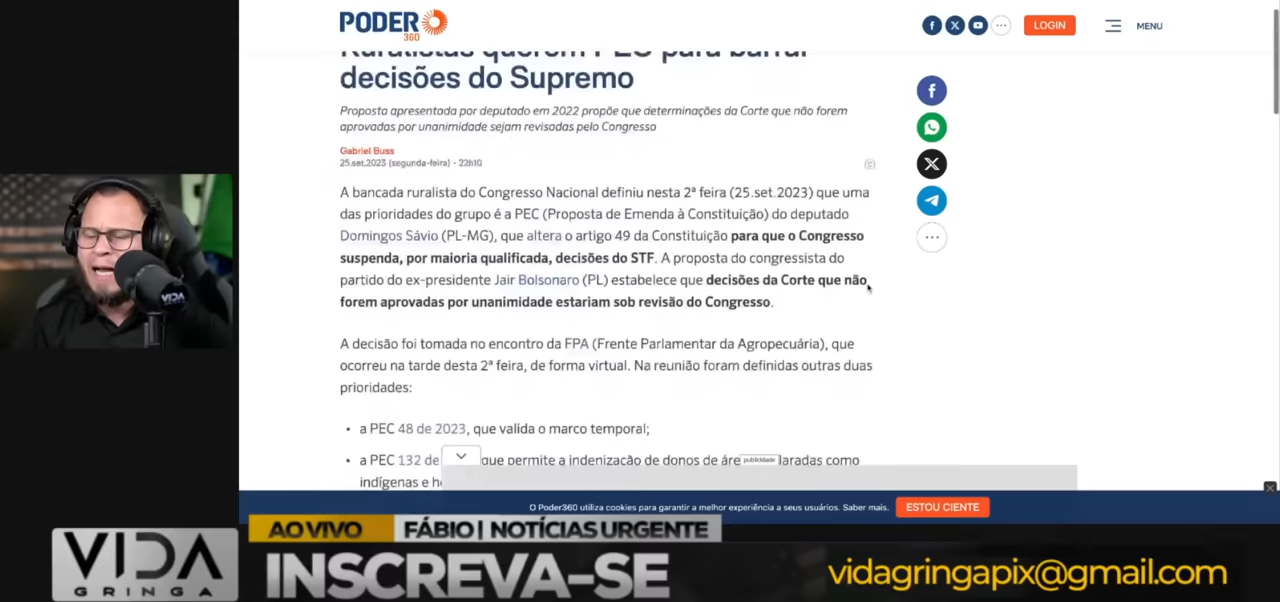 PODER
360
LOGIN
MENU
Ruralistas querem PEC para barrar
decisões do Supremo
Proposta apresentada por deputado em 2022 propõe que determinações da Corte que não forem
aprovadas por unanimidade sejam revisadas pelo Congresso
Gabriel Buss
25.set.2023 (segunda-feira) - 22h10
A bancada ruralista do Congresso Nacional definiu nesta 2ª feira (25.set.2023) que uma
das prioridades do grupo é a PEC (Proposta de Emenda à Constituição) do deputado
Domingos Sávio (PL-MG), que altera o artigo 49 da Constituição para que o Congresso
suspenda, por maioria qualificada, decisões do STF. A proposta do congressista do
partido do ex-presidente Jair Bolsonaro (PL) estabelece que decisões da Corte que não
forem aprovadas por unanimidade estariam sob revisão do Congresso.
A decisão foi tomada no encontro da FPA (Frente Parlamentar da Agropecuária), que
ocorreu na tarde desta 2ª feira, de forma virtual. Na reunião foram definidas outras duas
prioridades:
• a PEC 48 de 2023, que valida o marco temporal;
• a PEC 132 de que permite a indenização de donos de áre publicidade laradas como
indígenas e h
O Poder360 utiliza cookies para garantir a melhor experiência a seus usuários. Saber mais.
ESTOU CIENTE
VIDA
AO VIVO
FÁBIO | NOTÍCIAS URGENTE
VIDA
GRINGA
INSCREVA-SE
vidagringapix@gmail.com